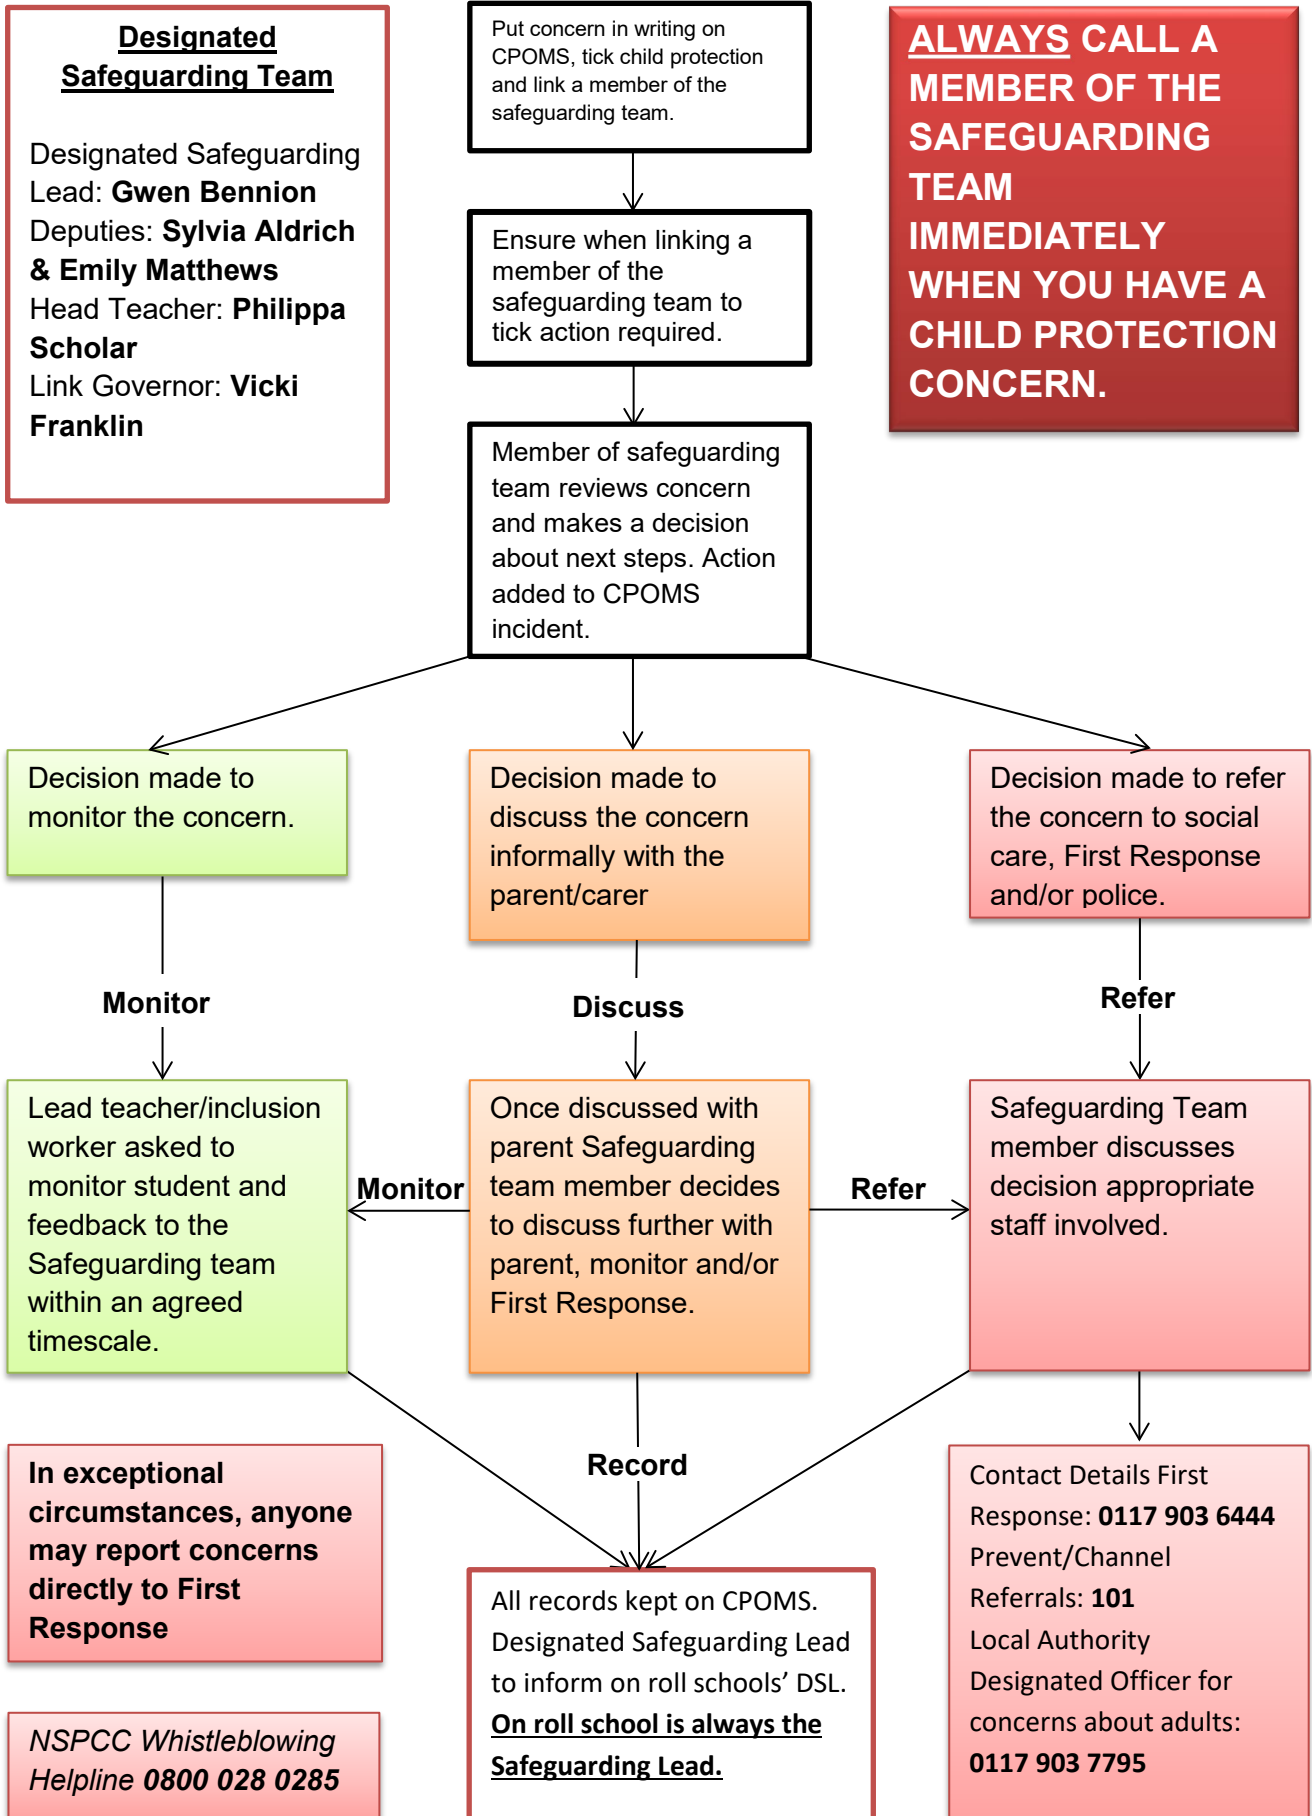 Designated
Safeguarding Team
Designated Safeguarding
Lead: Gwen Bennion
Deputies: Sylvia Aldrich
& Emily Matthews
Head Teacher: Philippa
Scholar
Link Governor: Vicki
Franklin
Put concern in writing on
CPOMS, tick child protection
and link a member of the
safeguarding team.
ALWAYS CALL A
MEMBER OF THE
SAFEGUARDING
TEAM
IMMEDIATELY
WHEN YOU HAVE A
CHILD PROTECTION
CONCERN.
Ensure when linking a
member of the
safeguarding team to
tick action required.
Member of safeguarding
team reviews concern
and makes a decision
about next steps. Action
added to CPOMS
incident.
Decision made to
monitor the concern.
Decision made to
discuss the concern
informally with the
parent/carer
Decision made to refer
the concern to social
care, First Response
and/or police.
Monitor
Discuss
Refer
Lead teacher/inclusion
worker asked to
monitor student and
feedback to the
Safeguarding team
within an agreed
timescale.
Monitor
Once discussed with
parent Safeguarding
team member decides
to discuss further with
parent, monitor and/or
First Response.
Refer
Safeguarding Team
member discusses
decision appropriate
staff involved.
Record
In exceptional
circumstances, anyone
may report concerns
directly to First
Response
All records kept on CPOMS.
Designated Safeguarding Lead
to inform on roll schools’ DSL.
On roll school is always the
Safeguarding Lead.
Contact Details First
Response: 0117 903 6444
Prevent/Channel
Referrals: 101
Local Authority
Designated Officer for
concerns about adults:
0117 903 7795
NSPCC Whistleblowing
Helpline 0800 028 0285